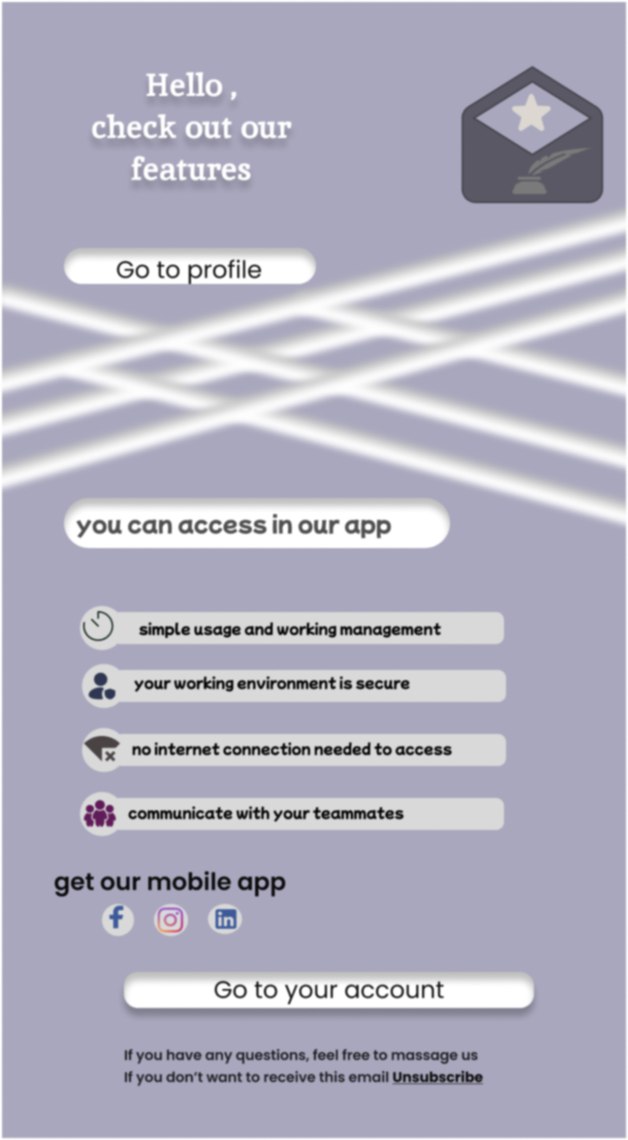 Hello ,
check out our
features
Go to profile
you can access in our app
simple usage and working management
your working environment is secure
no internet connection needed to access
communicate with your teammates
get our mobile app
f
in
Go to your account
If you have any questions, feel free to massage us
If you don't want to receive this email Unsubscribe